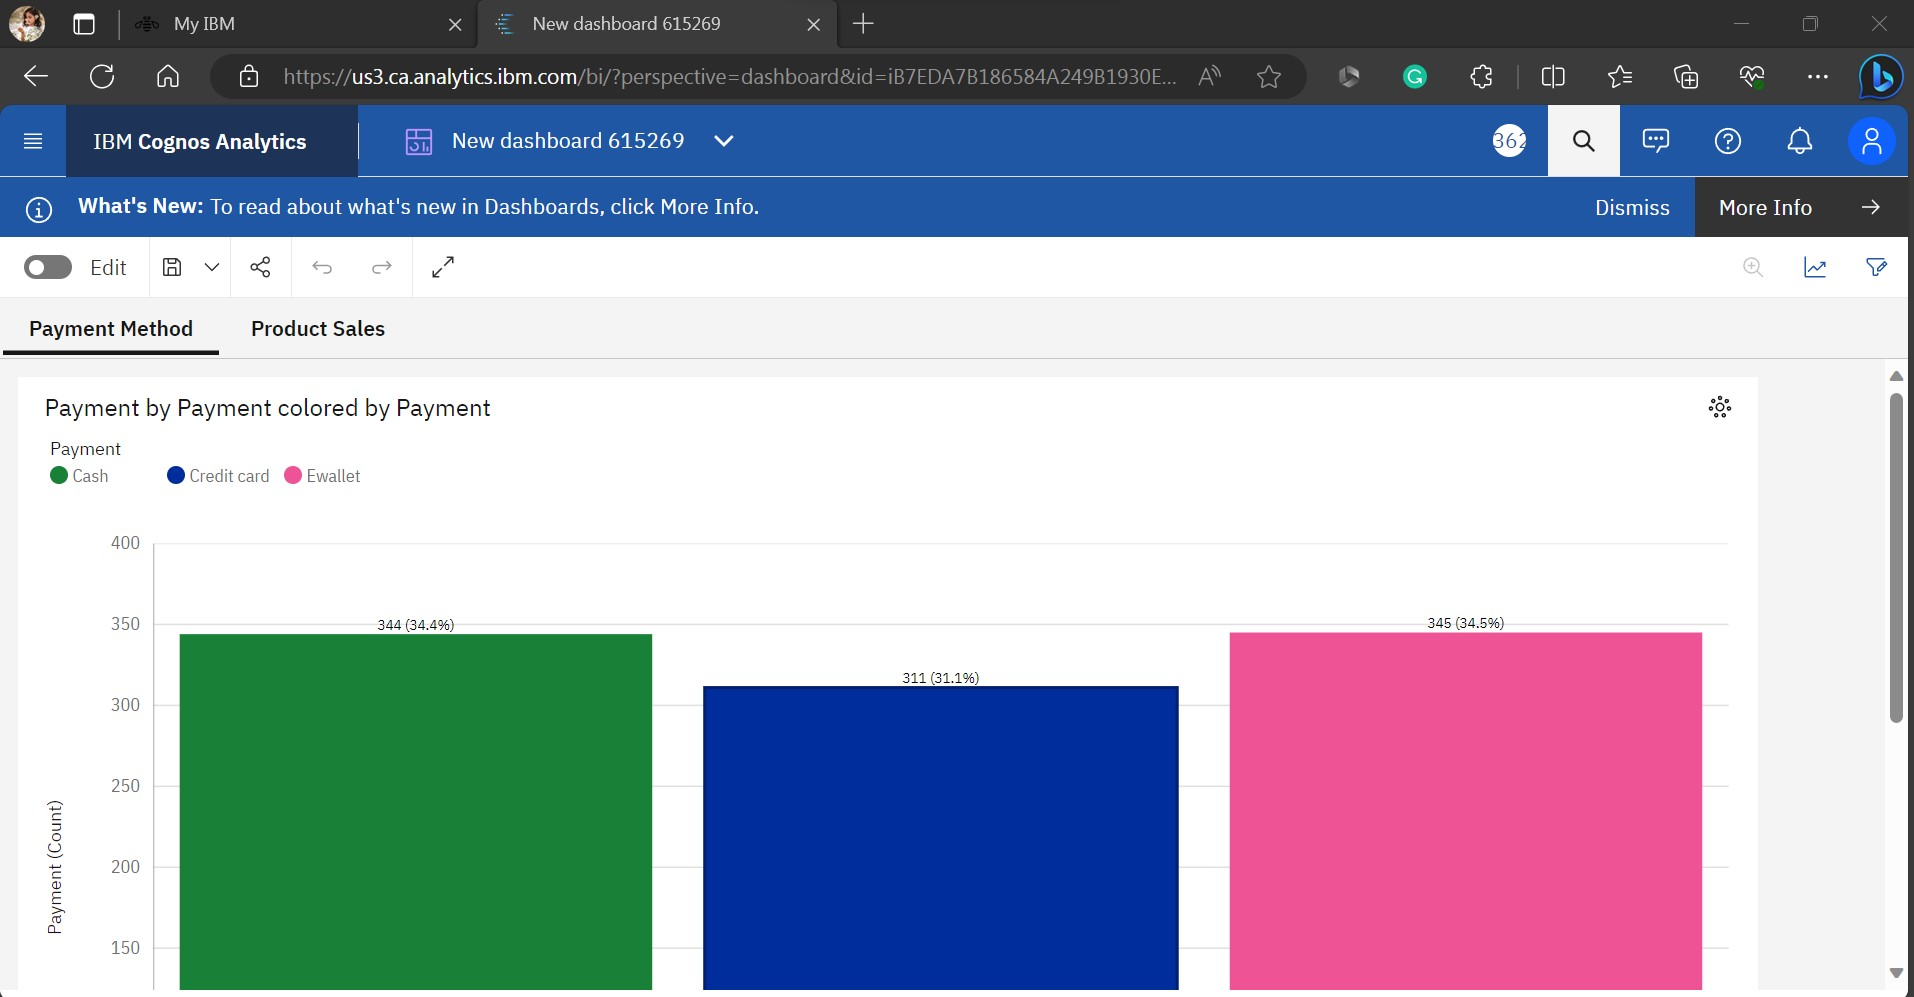 My IBM
New dashboard 615269
https://us3.ca.analytics.ibm.com/bi/?perspective=dashboard&id=iB7EDA7B186584A249B1930E...
IBM Cognos Analytics
New dashboard 615269
362
What's New: To read about what's new in Dashboards, click More Info.
Dismiss
More Info
Edit
Payment Method
Product Sales
Payment by Payment colored by Payment
Payment
Cash
Credit card
Ewallet
400
350
300
250
200
150
Payment (Count)
344 (34.4%)
311 (31.1%)
345 (34.5%)